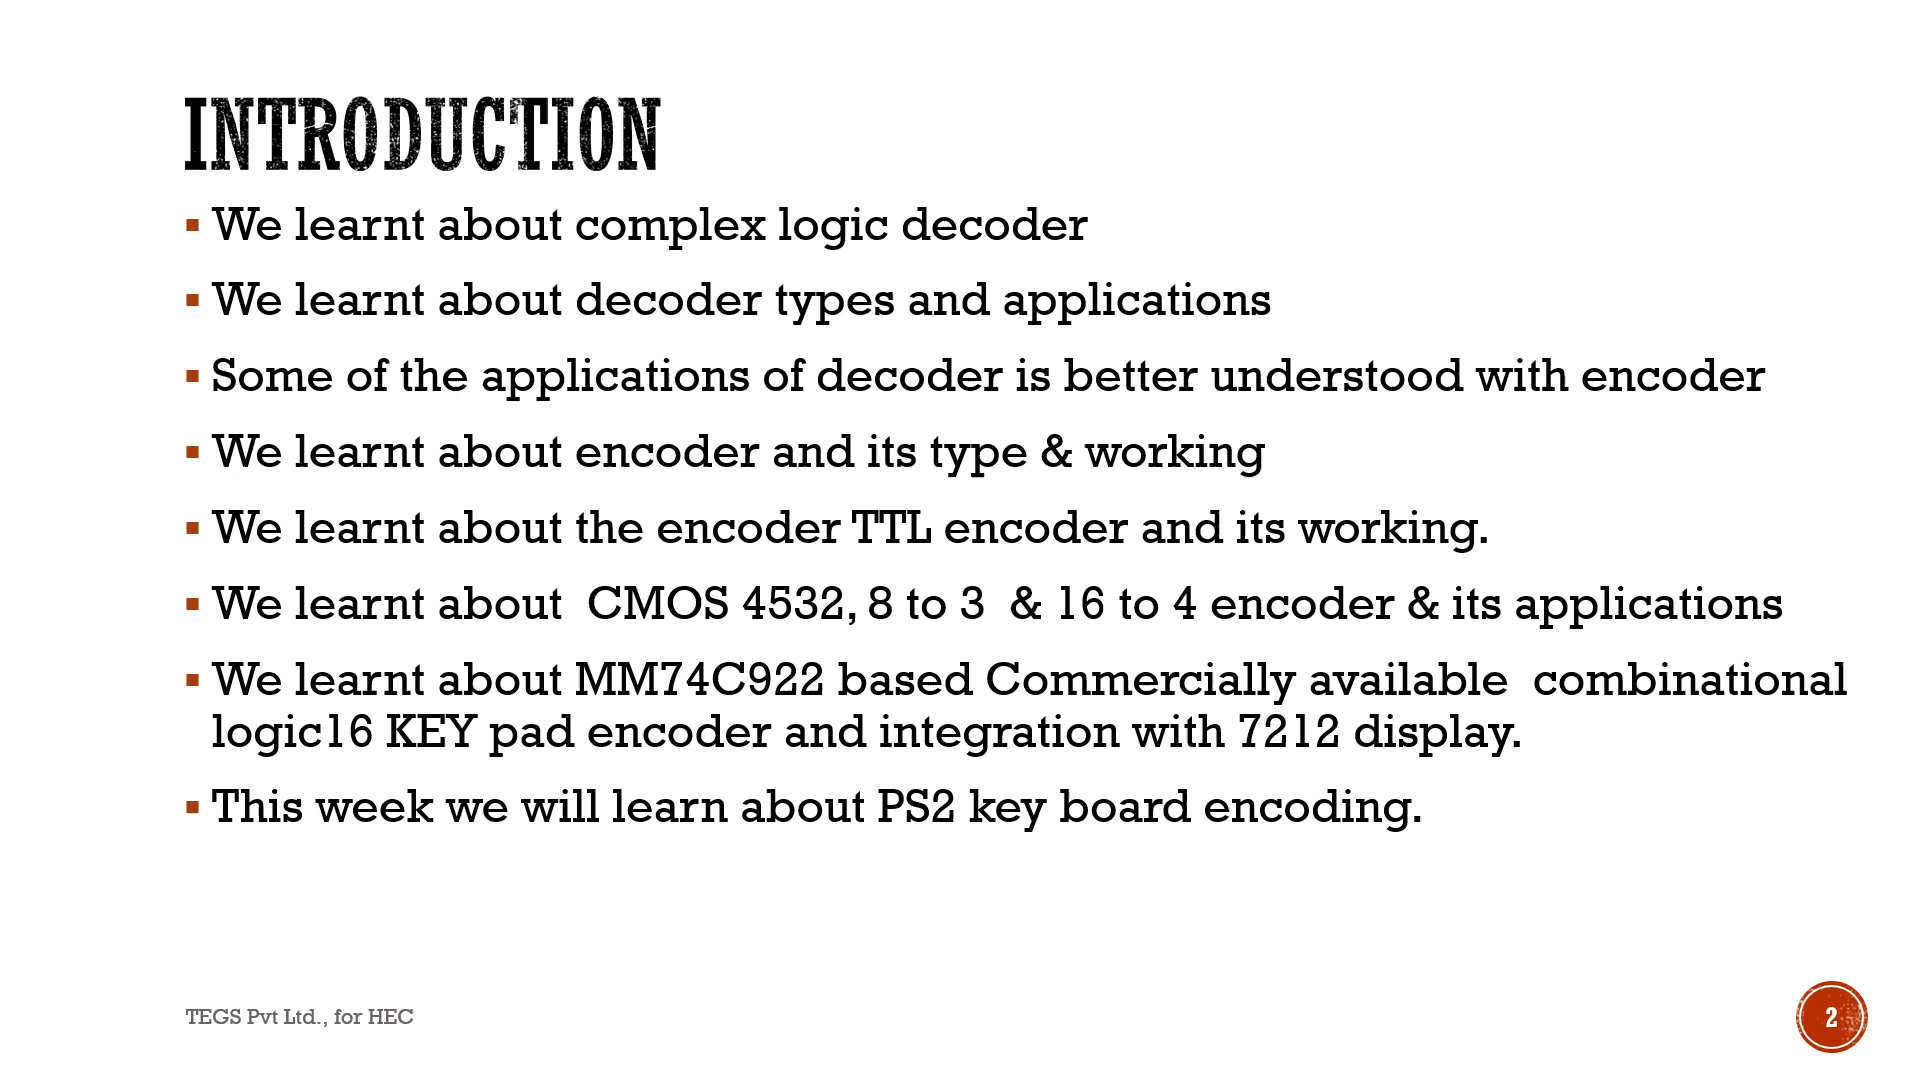 INTRODUCTION
▪ We learnt about complex logic decoder
▪ We learnt about decoder types and applications
▪ Some of the applications of decoder is better understood with encoder
▪ We learnt about encoder and its type & working
▪ We learnt about the encoder TTL encoder and its working.
▪ We learnt about  CMOS 4532, 8 to 3  & 16 to 4 encoder & its applications
▪ We learnt about MM74C922 based Commercially available  combinational
logic16 KEY pad encoder and integration with 7212 display.
▪ This week we will learn about PS2 key board encoding.
TEGS Pvt Ltd., for HEC
2